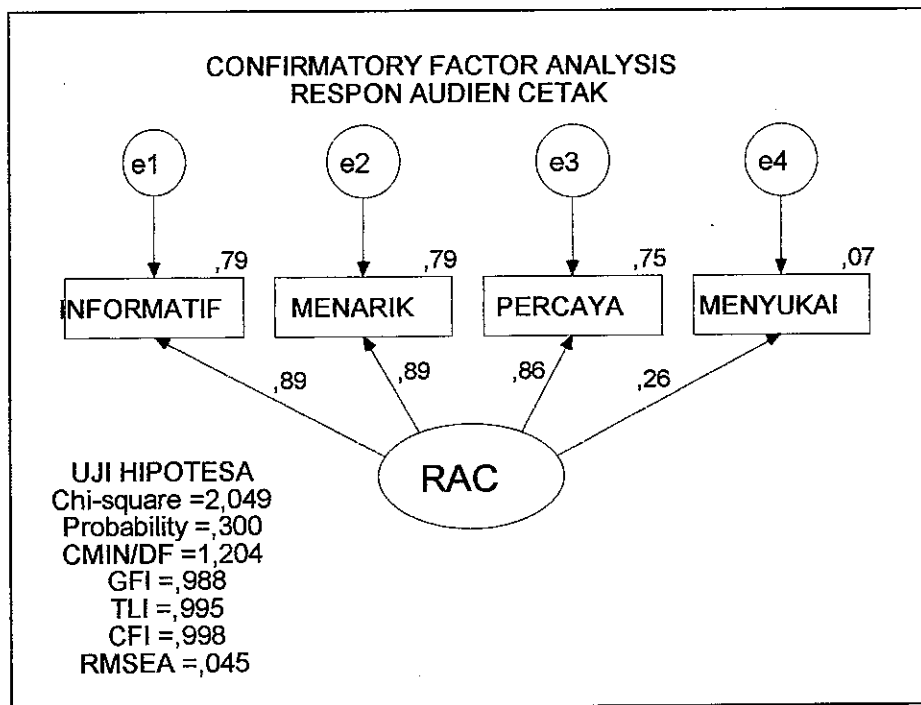 CONFIRMATORY FACTOR ANALYSIS
RESPON AUDIEN CETAK
e1 e2 e3 e4
,79 ,79 ,75 ,07
INFORMATIF MENARIK PERCAYA MENYUKAI
,89 ,89 ,86 ,26
RAC
UJI HIPOTESA
Chi-square =2,049
Probability =,300
CMIN/DF =1,204
GFI =,988
TLI =,995
CFI =,998
RMSEA =,045